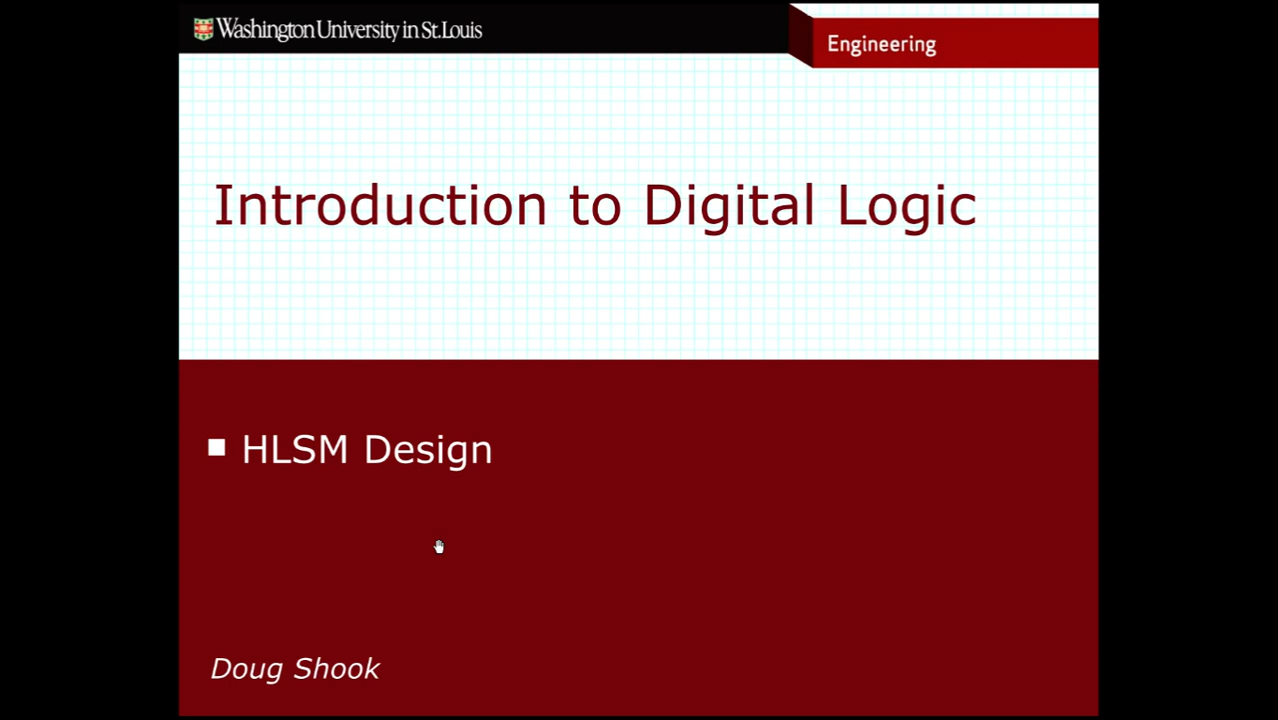 Washington University in St.Louis
Engineering
Introduction to Digital Logic
HLSM Design
Doug Shook